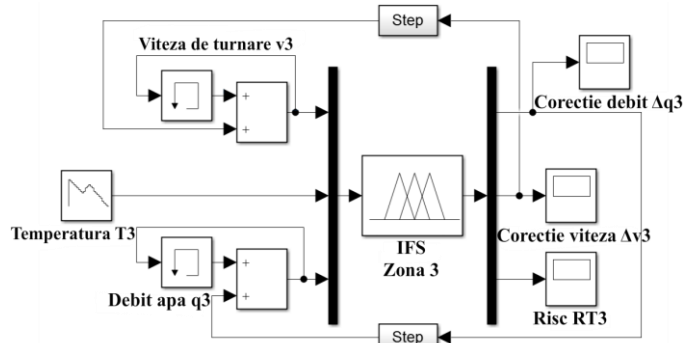 Step
Viteza de turnare v3
+
+
Corectie debit Δq3
Temperatura T3
IFS
Zona 3
Corectie viteza Δv3
+
+
Debit apa q3
Risc RT3
Step